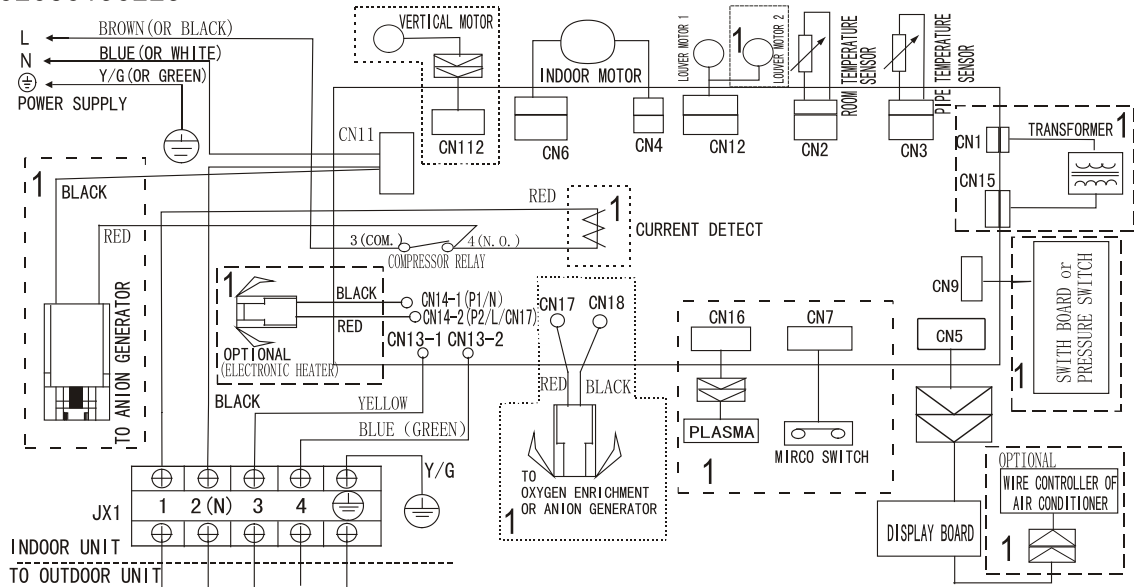 L
BROWN(OR BLACK)
N
BLUE(OR WHITE)
Y/G(OR GREEN)
POWER SUPPLY
VERTICAL MOTOR
CN112
INDOOR MOTOR
CN6
CN4
LOUVER MOTOR 1
1
LOUVER MOTOR 2
CN12
ROOM TEMPERATURE
SENSOR
CN2
PIPE TEMPERATURE
SENSOR
CN3
CN11
TRANSFORMER
1
CN1
CN15
1
BLACK
RED
TO ANION GENERATOR
RED
1
CURRENT DETECT
3(COM.)
4(N.O.)
COMPRESSOR RELAY
1
BLACK
RED
CN14-1(P1/N)
CN14-2(P2/L/CN17)
CN13-1
CN13-2
OPTIONAL
(ELECTRONIC HEATER)
CN17
CN18
RED
BLACK
TO
OXYGEN ENRICHMENT
OR ANION GENERATOR
1
CN16
CN7
PLASMA
MIRCO SWITCH
1
CN9
SWITH BOARD or
PRESSURE SWITCH
1
CN5
DISPLAY BOARD
OPTIONAL
WIRE CONTROLLER OF
AIR CONDITIONER
1
BLACK
YELLOW
BLUE (GREEN)
Y/G
JX1
1
2(N)
3
4
INDOOR UNIT
TO OUTDOOR UNIT